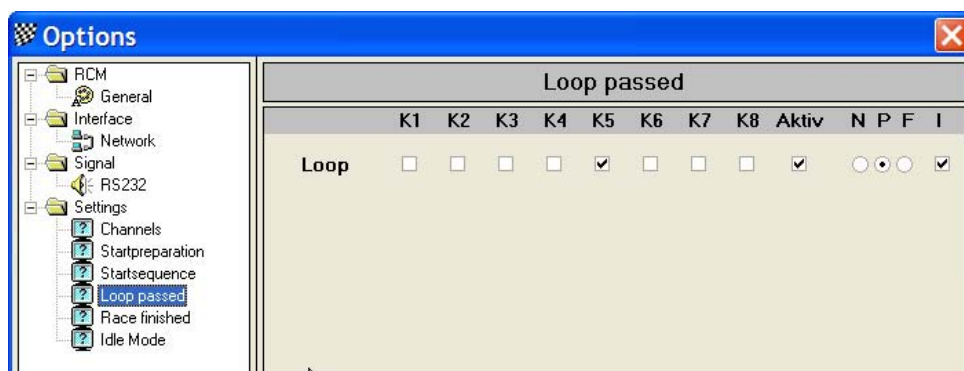 Options
RCM
General
Interface
Network
Signal
RS232
Settings
Channels
Startpreparation
Startsequence
Loop passed
Race finished
Idle Mode
Loop passed
K1 K2 K3 K4 K5 K6 K7 K8 Aktiv N P F I
Loop